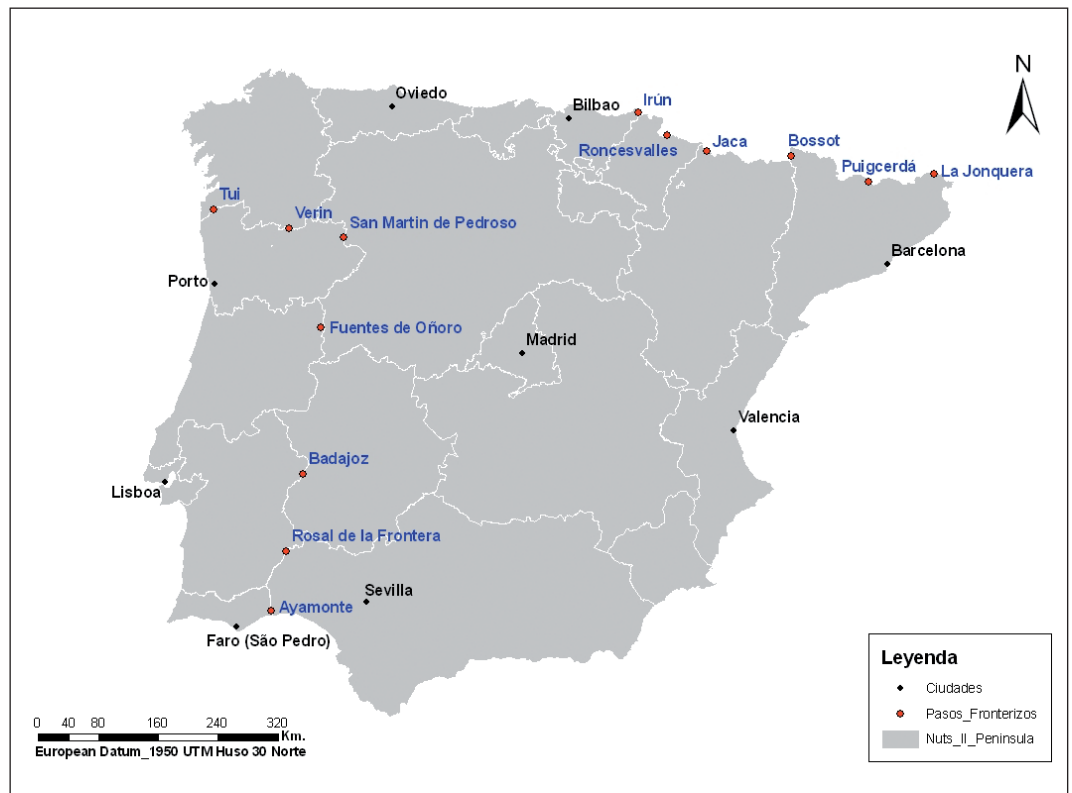 N
Oviedo
Bilbao
Irún
Roncesvalles
Jaca
Bossot
Puigcerdá
La Jonquera
Tui
Verin
San Martin de Pedroso
Barcelona
Porto
Fuentes de Oñoro
Madrid
Valencia
Badajoz
Lisboa
Rosal de la Frontera
Sevilla
Ayamonte
Faro (São Pedro)
Leyenda
Ciudades
Pasos_Fronterizos
Nuts_II_Peninsula
0 40 80 160 240 320
Km.
European Datum_1950 UTM Huso 30 Norte